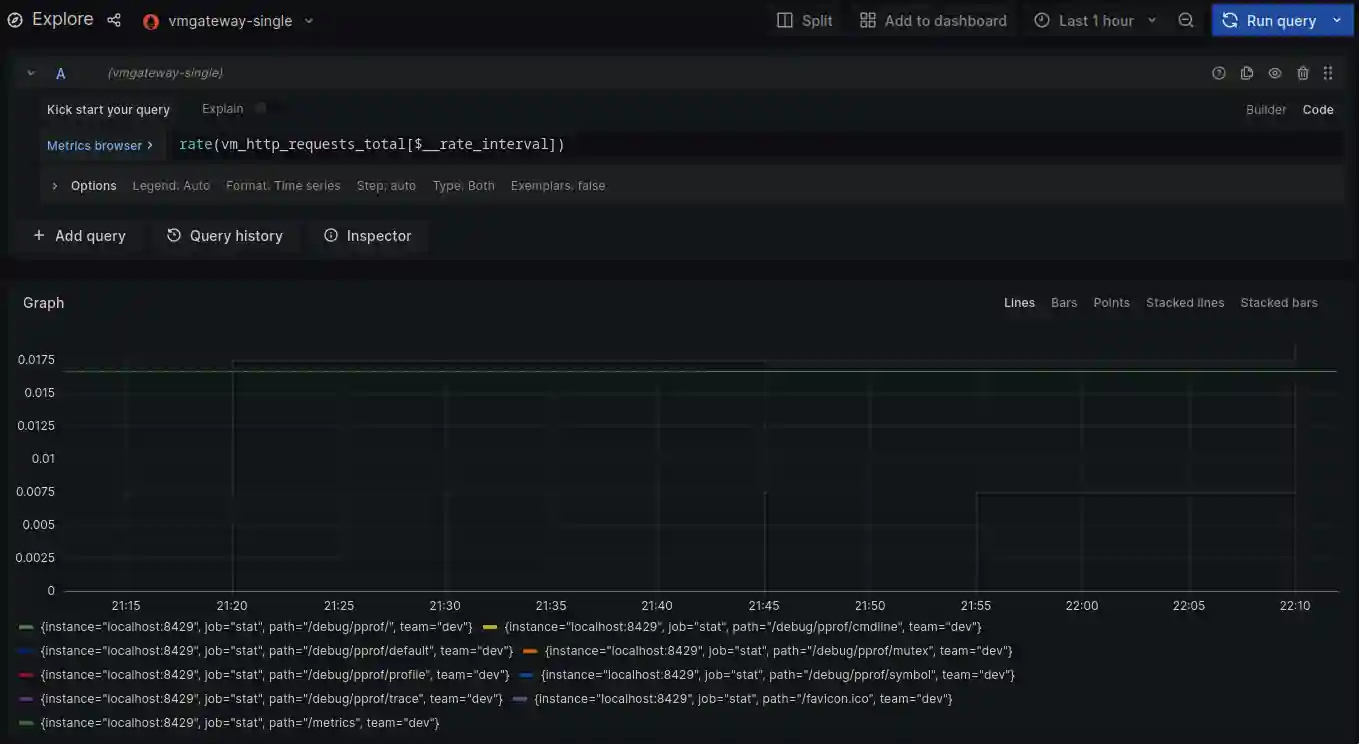 Explore vmgateway-single Split Add to dashboard Last 1 hour Run query
A (vmgateway-single)
Kick start your query Explain Builder Code
Metrics browser > rate(vm_http_requests_total[$__rate_interval])
> Options Legend: Auto Format: Time series Step: auto Type: Both Exemplars: false
+ Add query Query history Inspector
Graph Lines Bars Points Stacked lines Stacked bars
0.0175
0.015
0.0125
0.01
0.0075
0.005
0.0025
0
21:15 21:20 21:25 21:30 21:35 21:40 21:45 21:50 21:55 22:00 22:05 22:10
{instance="localhost:8429", job="stat", path="/debug/pprof/", team="dev"} {instance="localhost:8429", job="stat", path="/debug/pprof/cmdline", team="dev"}
{instance="localhost:8429", job="stat", path="/debug/pprof/default", team="dev"} {instance="localhost:8429", job="stat", path="/debug/pprof/mutex", team="dev"}
{instance="localhost:8429", job="stat", path="/debug/pprof/profile", team="dev"} {instance="localhost:8429", job="stat", path="/debug/pprof/symbol", team="dev"}
{instance="localhost:8429", job="stat", path="/debug/pprof/trace", team="dev"} {instance="localhost:8429", job="stat", path="/favicon.ico", team="dev"}
{instance="localhost:8429", job="stat", path="/metrics", team="dev"}